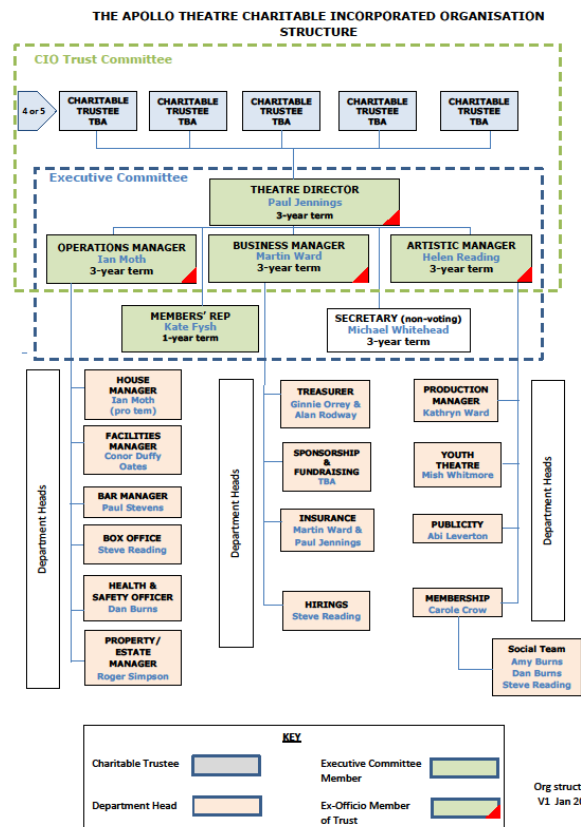 THE APOLLO THEATRE CHARITABLE INCORPORATED ORGANISATION
STRUCTURE
CIO Trust Committee
4 or 5
CHARITABLE
TRUSTEE
TBA
CHARITABLE
TRUSTEE
TBA
CHARITABLE
TRUSTEE
TBA
CHARITABLE
TRUSTEE
TBA
CHARITABLE
TRUSTEE
TBA
Executive Committee
THEATRE DIRECTOR
Paul Jennings
3-year term
OPERATIONS MANAGER
Ian Moth
3-year term
BUSINESS MANAGER
Martin Ward
3-year term
ARTISTIC MANAGER
Helen Reading
3-year term
MEMBERS' REP
Kate Fysh
1-year term
SECRETARY (non-voting)
Michael Whitehead
3-year term
Department Heads
HOUSE
MANAGER
Ian Moth
(pro tem)
FACILITIES
MANAGER
Conor Duffy
Oates
BAR MANAGER
Paul Stevens
BOX OFFICE
Steve Reading
HEALTH &
SAFETY OFFICER
Dan Burns
PROPERTY/
ESTATE
MANAGER
Roger Simpson
Department Heads
TREASURER
Ginnie Orrey &
Alan Rodway
SPONSORSHIP
&
FUNDRAISING
TBA
INSURANCE
Martin Ward &
Paul Jennings
HIRINGS
Steve Reading
PRODUCTION
MANAGER
Kathryn Ward
YOUTH
THEATRE
Mish Whitmore
PUBLICITY
Abi Leverton
MEMBERSHIP
Carole Crow
Department Heads
Social Team
Amy Burns
Dan Burns
Steve Reading
KEY
Charitable Trustee
Executive Committee
Member
Department Head
Ex-Officio Member
of Trust
Org struct
V1 Jan 20